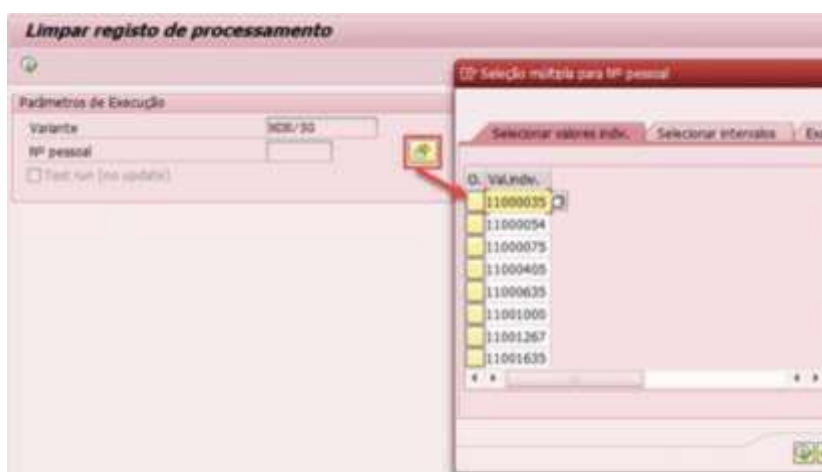 Limpar registo de processamento
Parâmetros de Execução
Variante
Nº pessoal
Test run (no update)
Seleção múltipla para Nº pessoal
Selecionar valores indiv.
Selecionar intervalos
O. Val.indiv.
11000035
11000054
11000075
11000405
11000635
11001000
11001267
11001635